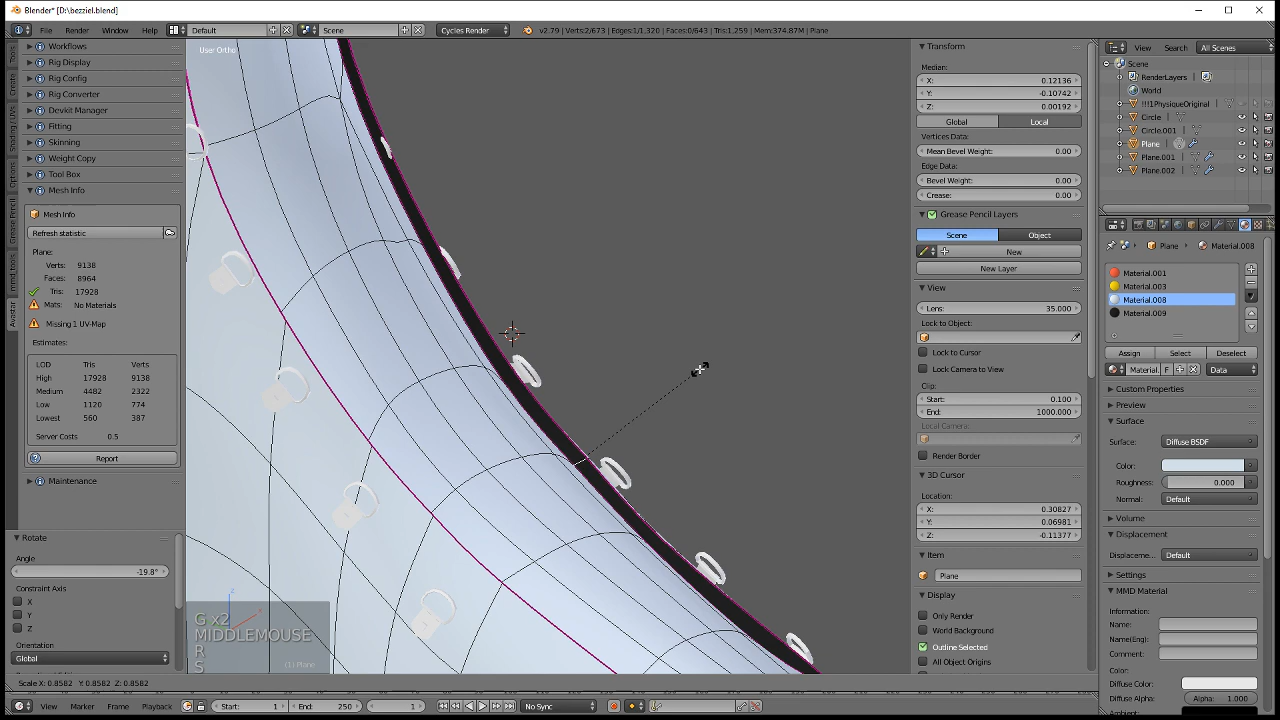 Blender* [D:\bezziel.blend]
File Render Window Help Default Scene Cycles Render v2.79 | Verts:2/673 | Edges:1/1,320 | Faces:0/643 | Tris:1,259 | Mem:374.87M | Plane
Workflows
Rig Display
Rig Config
Rig Converter
Devkit Manager
Fitting
Skinning
Weight Copy
Tool Box
Mesh Info
Mesh Info
Refresh statistic
Plane:
Verts: 9138
Faces: 8964
Tris: 17928
Mats: No Materials
Missing 1 UV-Map
Estimates:
LOD Tris Verts
High 17928 9138
Medium 4482 2322
Low 1120 774
Lowest 560 387
Server Costs 0.5
Report
Maintenance
Tools
Create
Shading / UVs
Options
Grease Pencil
mmd_tools
Avastar
Rotate
Angle
-19.8°
Constraint Axis
X
Y
Z
Orientation
Global
User Ortho
G x2
MIDDLEMOUSE
R
S
(1) Plane
Scale X: 0.8582 Y: 0.8582 Z: 0.8582
View Marker Frame Playback Start: 1 End: 250 1 No Sync
Transform
Median:
X: 0.12136
Y: -0.10742
Z: 0.00192
Global Local
Vertices Data:
Mean Bevel Weight: 0.00
Edge Data:
Bevel Weight: 0.00
Crease: 0.00
Grease Pencil Layers
Scene Object
New
New Layer
View
Lens: 35.000
Lock to Object:
Lock to Cursor
Lock Camera to View
Clip:
Start: 0.100
End: 1000.000
Local Camera:
Render Border
3D Cursor
Location:
X: 0.30827
Y: 0.06981
Z: -0.11377
Item
Plane
Display
Only Render
World Background
Outline Selected
All Object Origins
View Search All Scenes
Scene
RenderLayers
World
!!!1PhysiqueOriginal
Circle
Circle.001
Plane
Plane.001
Plane.002
Plane Material.008
Material.001
Material.003
Material.008
Material.009
Assign Select Deselect
Material. F Data
Custom Properties
Preview
Surface
Surface: Diffuse BSDF
Color:
Roughness: 0.000
Normal: Default
Volume
Displacement
Displaceme... Default
Settings
MMD Material
Information:
Name:
Name(Eng):
Comment:
Color:
Diffuse Color:
Diffuse Alpha: Alpha: 1.000